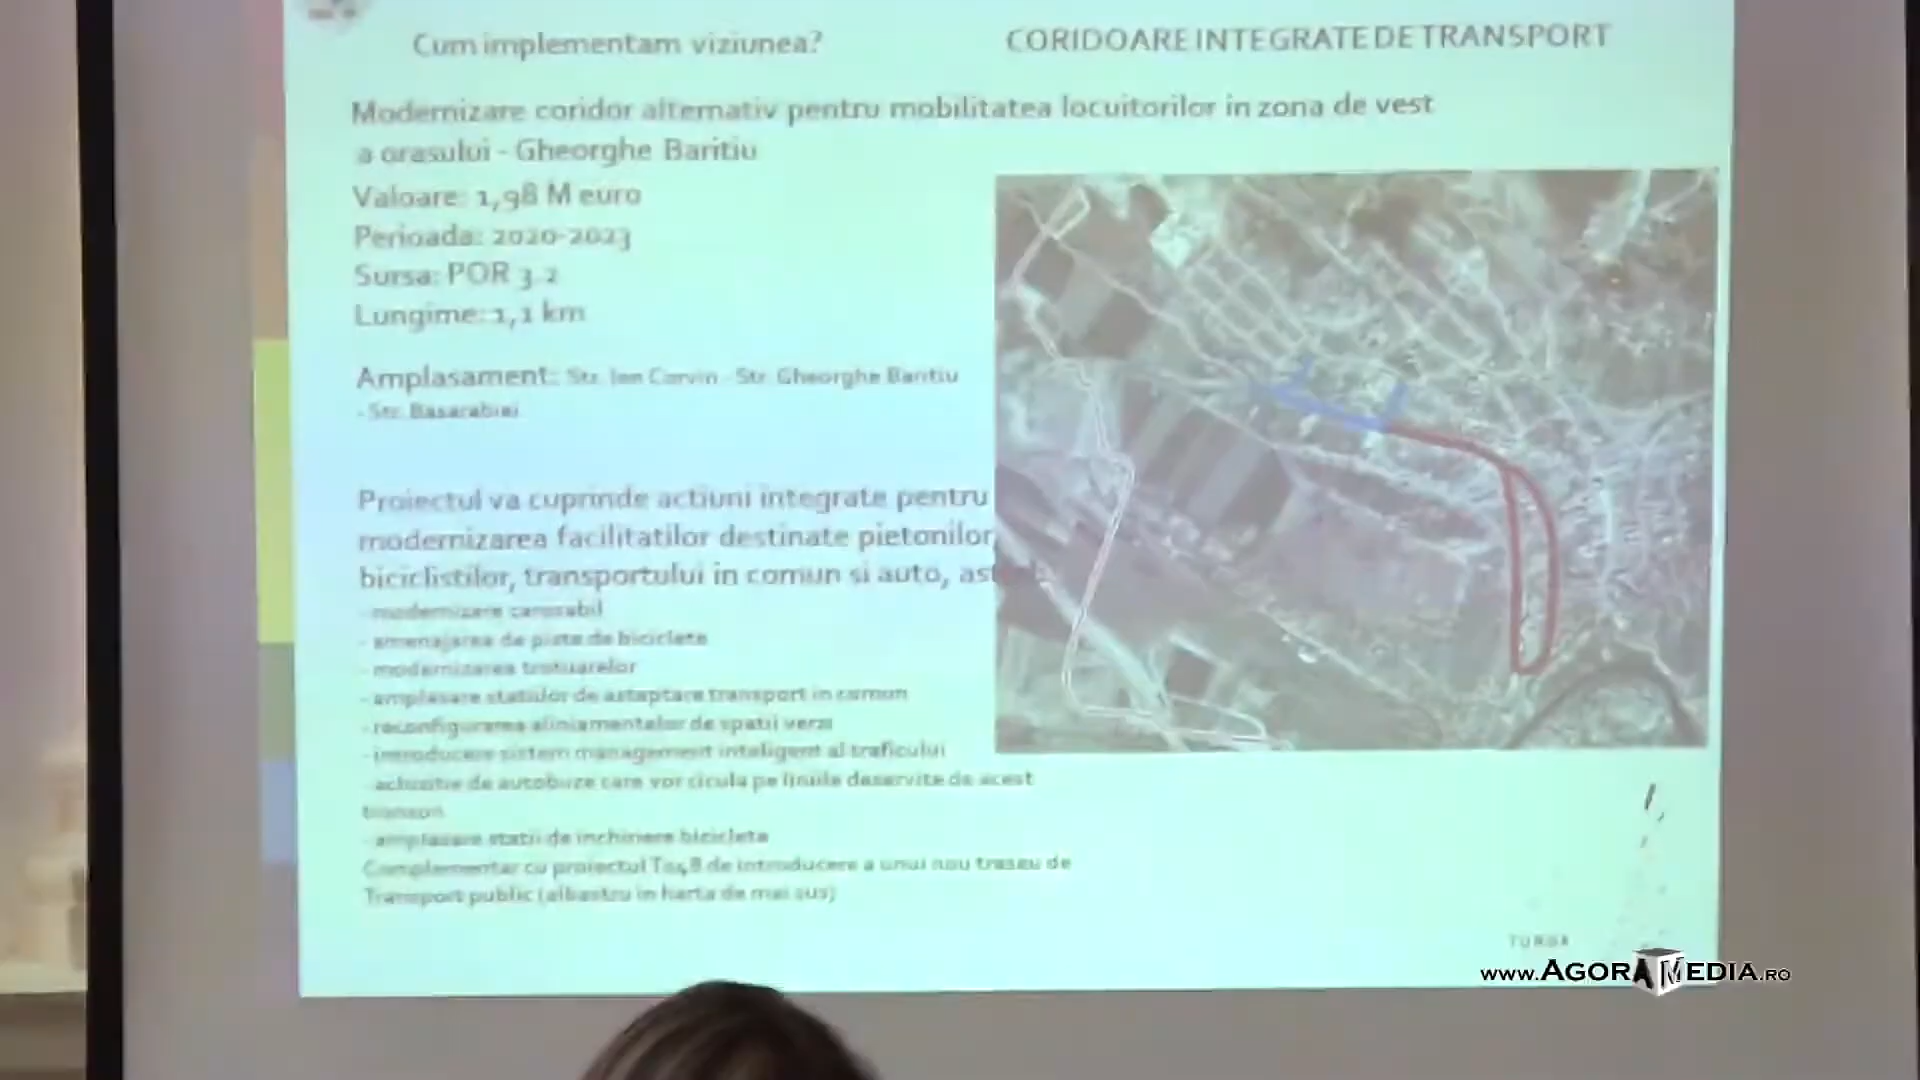 Cum implementam viziunea?
CORIDOARE INTEGRATE DE TRANSPORT
Modernizare coridor alternativ pentru mobilitatea locuitorilor in zona de vest
a orasului - Gheorghe Baritiu
Valoare: 1,98 M euro
Perioada: 2020-2023
Sursa: POR 3.2
Lungime: 1,1 km
Amplasament: Str. Ion Corvin - Str. Gheorghe Baritiu
- Str. Basarabiei
Proiectul va cuprinde actiuni integrate pentru
modernizarea facilitatilor destinate pietonilor,
biciclistilor, transportului in comun si auto, ast
- modernizare carosabil
- amenajarea de piste de biciclete
- modernizarea trotuarelor
- amplasare statiilor de asteptare transport in comun
- reconfigurarea aliniamentelor de spatii verzi
- introducere sistem management inteligent al traficului
- achizitie de autobuze care vor circula pe liniile deservite de acest
- amplasare statii de inchiriere biciclete
Complementar cu proiectul de introducere a unui nou traseu de
Transport public (albastru in harta de mai sus)
TURDA
www.AGORAMEDIA.RO